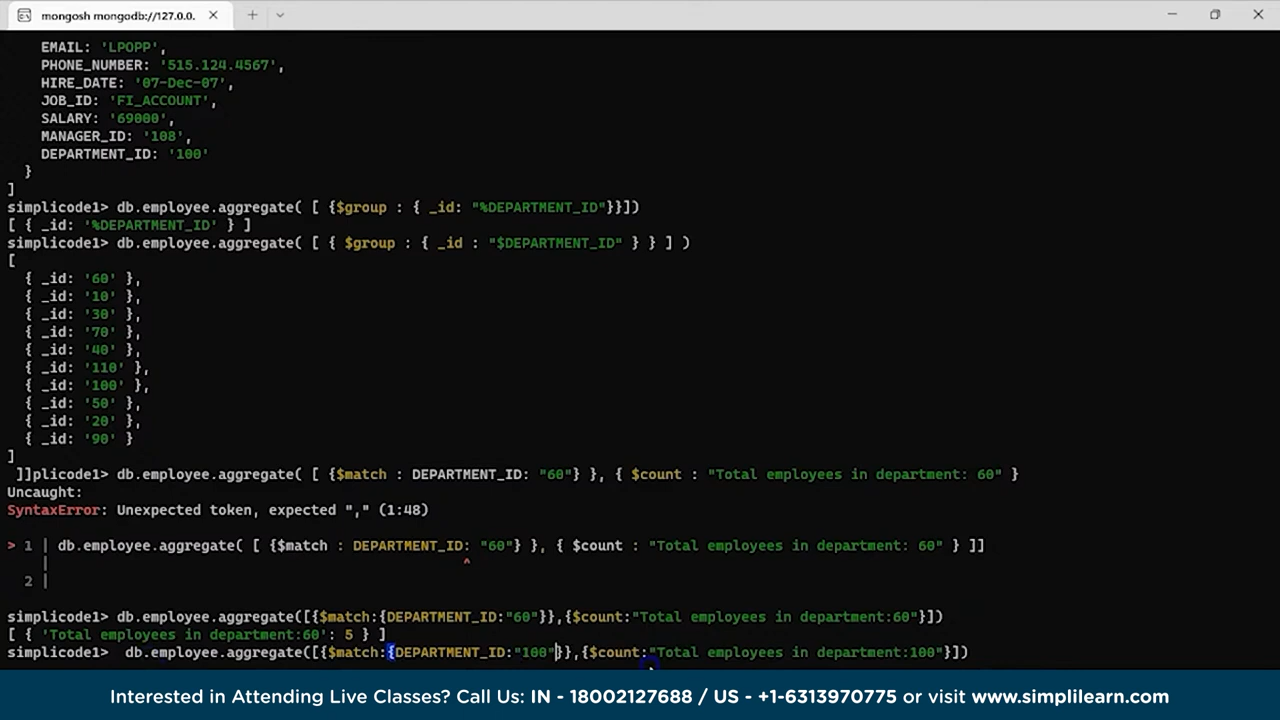 mongosh mongodb://127.0.0.
EMAIL: 'LPOPP',
PHONE_NUMBER: '515.124.4567',
HIRE_DATE: '07-Dec-07',
JOB_ID: 'FI_ACCOUNT',
SALARY: '69000',
MANAGER_ID: '108',
DEPARTMENT_ID: '100'
}
]
simplicode1> db.employee.aggregate( [ {$group : { _id: "%DEPARTMENT_ID"}}])
[ { _id: '%DEPARTMENT_ID' } ]
simplicode1> db.employee.aggregate( [ { $group : { _id : "$DEPARTMENT_ID" } } ] )
[
{ _id: '60' },
{ _id: '10' },
{ _id: '30' },
{ _id: '70' },
{ _id: '40' },
{ _id: '110' },
{ _id: '100' },
{ _id: '50' },
{ _id: '20' },
{ _id: '90' }
]
]]plicode1> db.employee.aggregate( [ {$match : DEPARTMENT_ID: "60"} }, { $count : "Total employees in department: 60" }
Uncaught:
SyntaxError: Unexpected token, expected "," (1:48)
> 1 | db.employee.aggregate( [ {$match : DEPARTMENT_ID: "60"} }, { $count : "Total employees in department: 60" } ]]
| ^
2 |
simplicode1> db.employee.aggregate([{$match:{DEPARTMENT_ID:"60"}},{$count:"Total employees in department:60"}])
[ { 'Total employees in department:60': 5 } ]
simplicode1> db.employee.aggregate([{$match:{DEPARTMENT_ID:"100"}},{$count:"Total employees in department:100"}])
Interested in Attending Live Classes? Call Us: IN - 18002127688 / US - +1-6313970775 or visit www.simplilearn.com